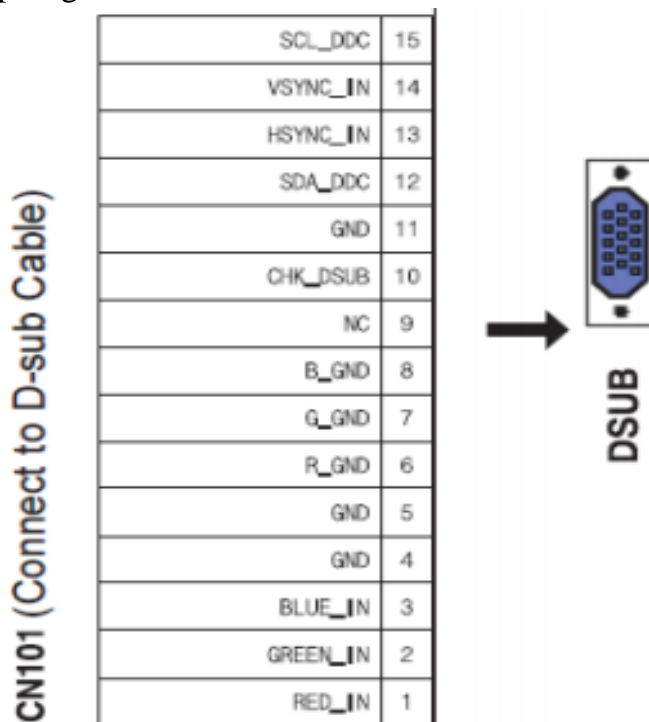 SCL_DDC 15
VSYNC_IN 14
HSYNC_IN 13
SDA_DDC 12
GND 11
CHK_DSUB 10
NC 9
B_GND 8
G_GND 7
R_GND 6
GND 5
GND 4
BLUE_IN 3
GREEN_IN 2
RED_IN 1
CN101 (Connect to D-sub Cable)
DSUB